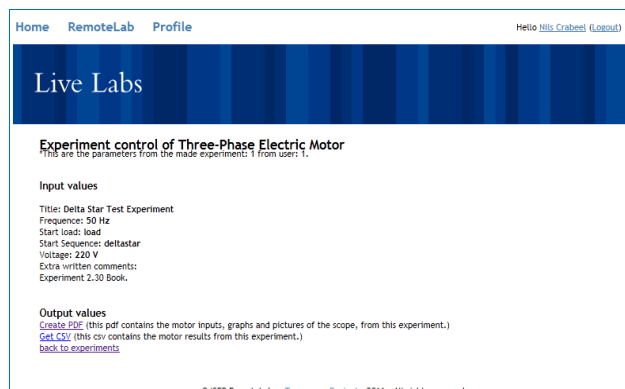 Home RemoteLab Profile
Hello Nils Crabeel (Logout)
Live Labs
Experiment control of Three-Phase Electric Motor
*This are the parameters from the made experiment: 1 from user: 1.
Input values
Title: Delta Star Test Experiment
Frequence: 50 Hz
Start load: load
Start Sequence: deltastar
Voltage: 220 V
Extra written comments:
Experiment 2.30 Book.
Output values
Create PDF (this pdf contains the motor inputs, graphs and pictures of the scope, from this experiment.)
Get CSV (this csv contains the motor results from this experiment.)
back to experiments